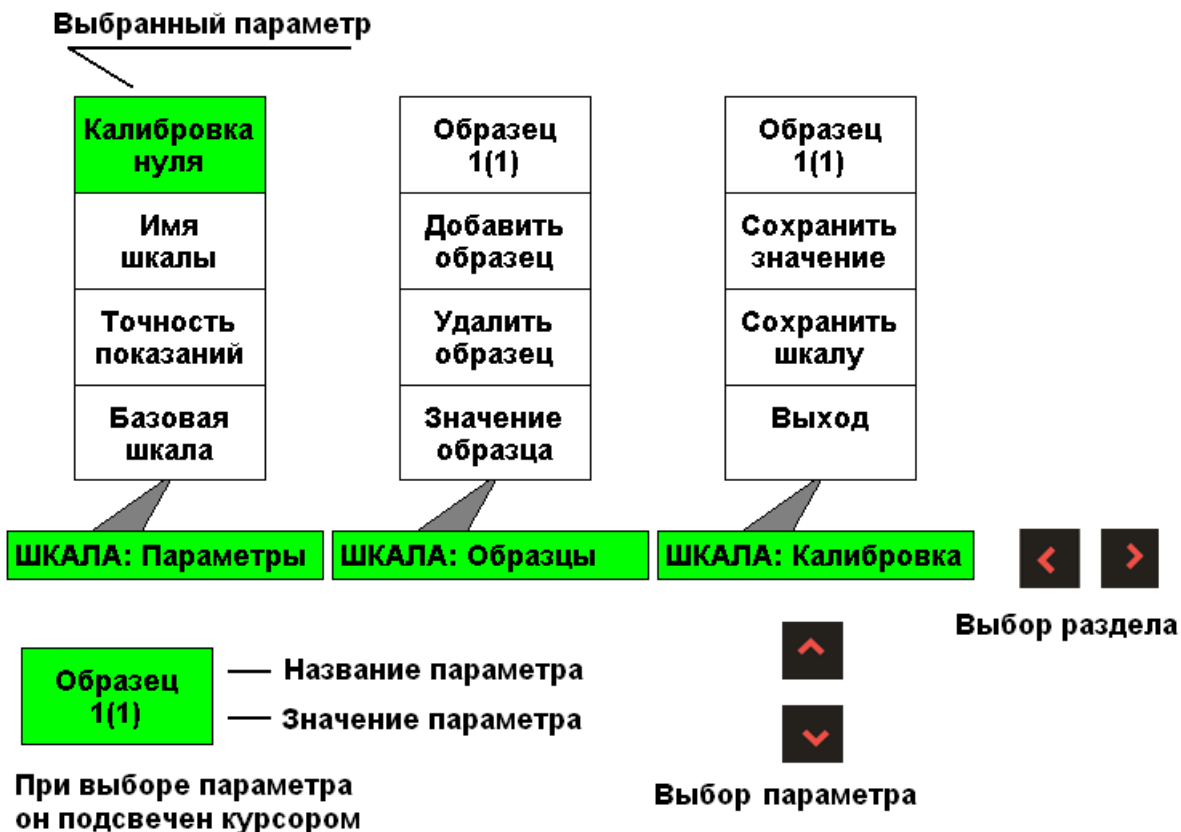 Выбранный параметр
Калибровка
нуля
Имя
шкалы
Точность
показаний
Базовая
шкала
Образец
1(1)
Добавить
образец
Удалить
образец
Значение
образца
Образец
1(1)
Сохранить
значение
Сохранить
шкалу
Выход
ШКАЛА: Параметры
ШКАЛА: Образцы
ШКАЛА: Калибровка
Выбор раздела
Образец
1(1)
Название параметра
Значение параметра
При выборе параметра
он подсвечен курсором
Выбор параметра